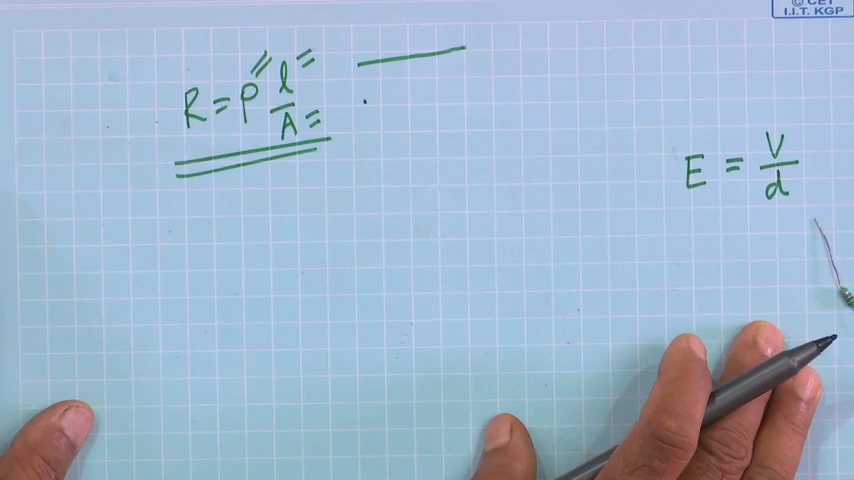 © CET
I.I.T. KGP
R = ρ l/A
E = V/d